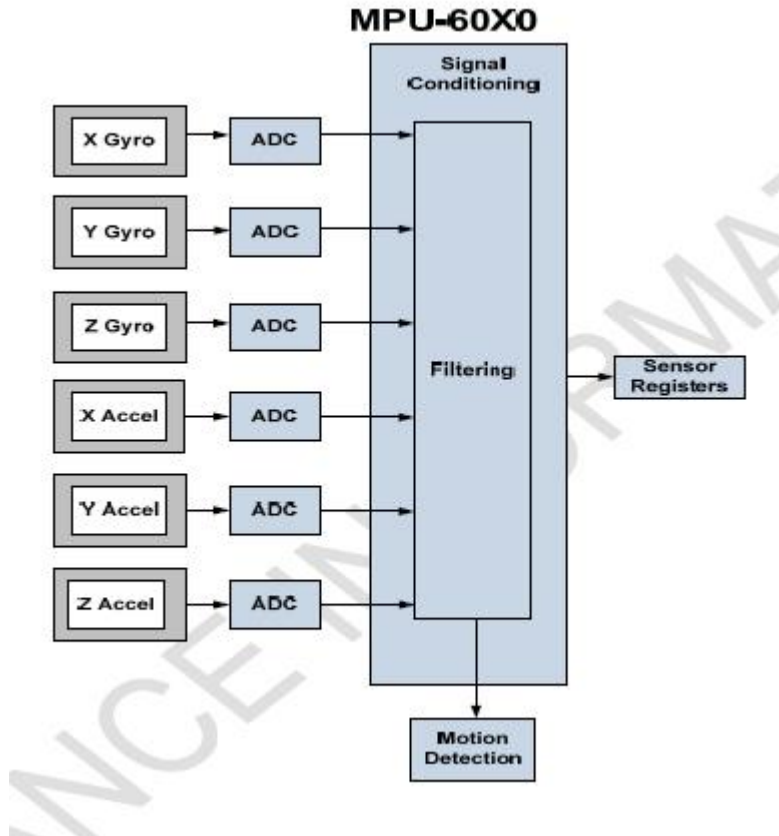 MPU-60X0
Signal
Conditioning
X Gyro
ADC
Y Gyro
ADC
Z Gyro
ADC
Filtering
Sensor
Registers
X Accel
ADC
Y Accel
ADC
Z Accel
ADC
Motion
Detection